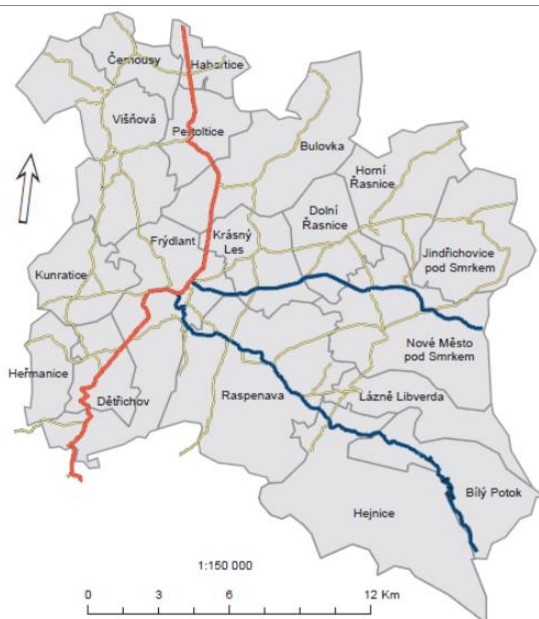 Černousy
Habartice
Višňová
Pertoltice
Bulovka
Horní
Řasnice
Dolní
Řasnice
Frýdlant
Krásný
Les
Jindřichovice
pod Smrkem
Kunratice
Nové Město
pod Smrkem
Heřmanice
Dětřichov
Raspenava
Lázně Libverda
Bílý Potok
Hejnice
1:150 000
0 3 6 12 Km